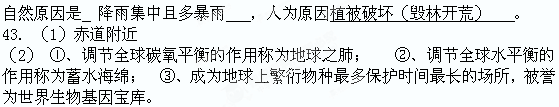 自然原因是_ 降雨集中且多暴雨___，人为原因植被破坏（毁林开荒）___。
43. （1）赤道附近
（2） ①、调节全球碳氧平衡的作用称为地球之肺； ②、调节全球水平衡的
作用称为蓄水海绵； ③、成为地球上繁衍物种最多保护时间最长的场所，被誉
为世界生物基因宝库。